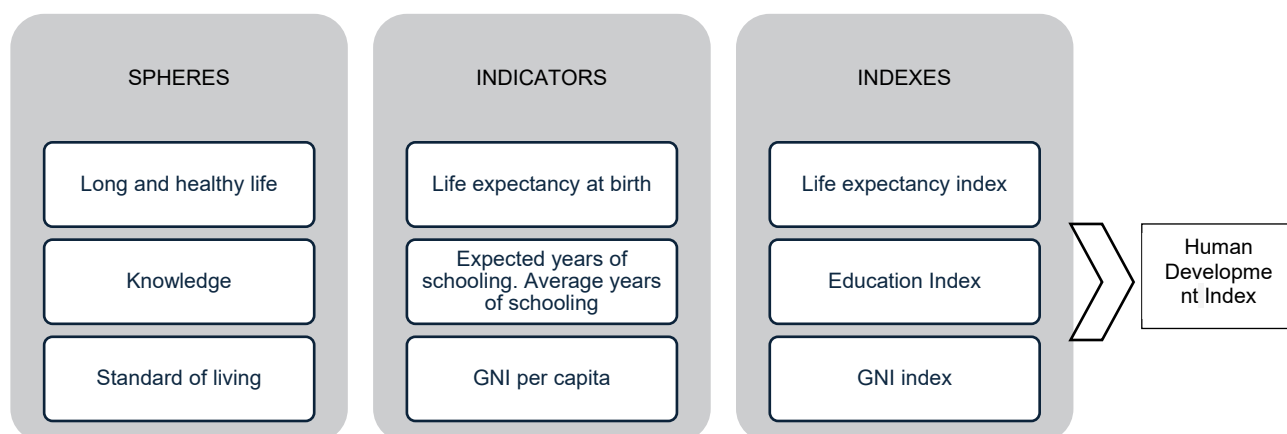 SPHERES
Long and healthy life
Knowledge
Standard of living
INDICATORS
Life expectancy at birth
Expected years of
schooling. Average years
of schooling
GNI per capita
INDEXES
Life expectancy index
Education Index
GNI index
Human
Developme
nt Index